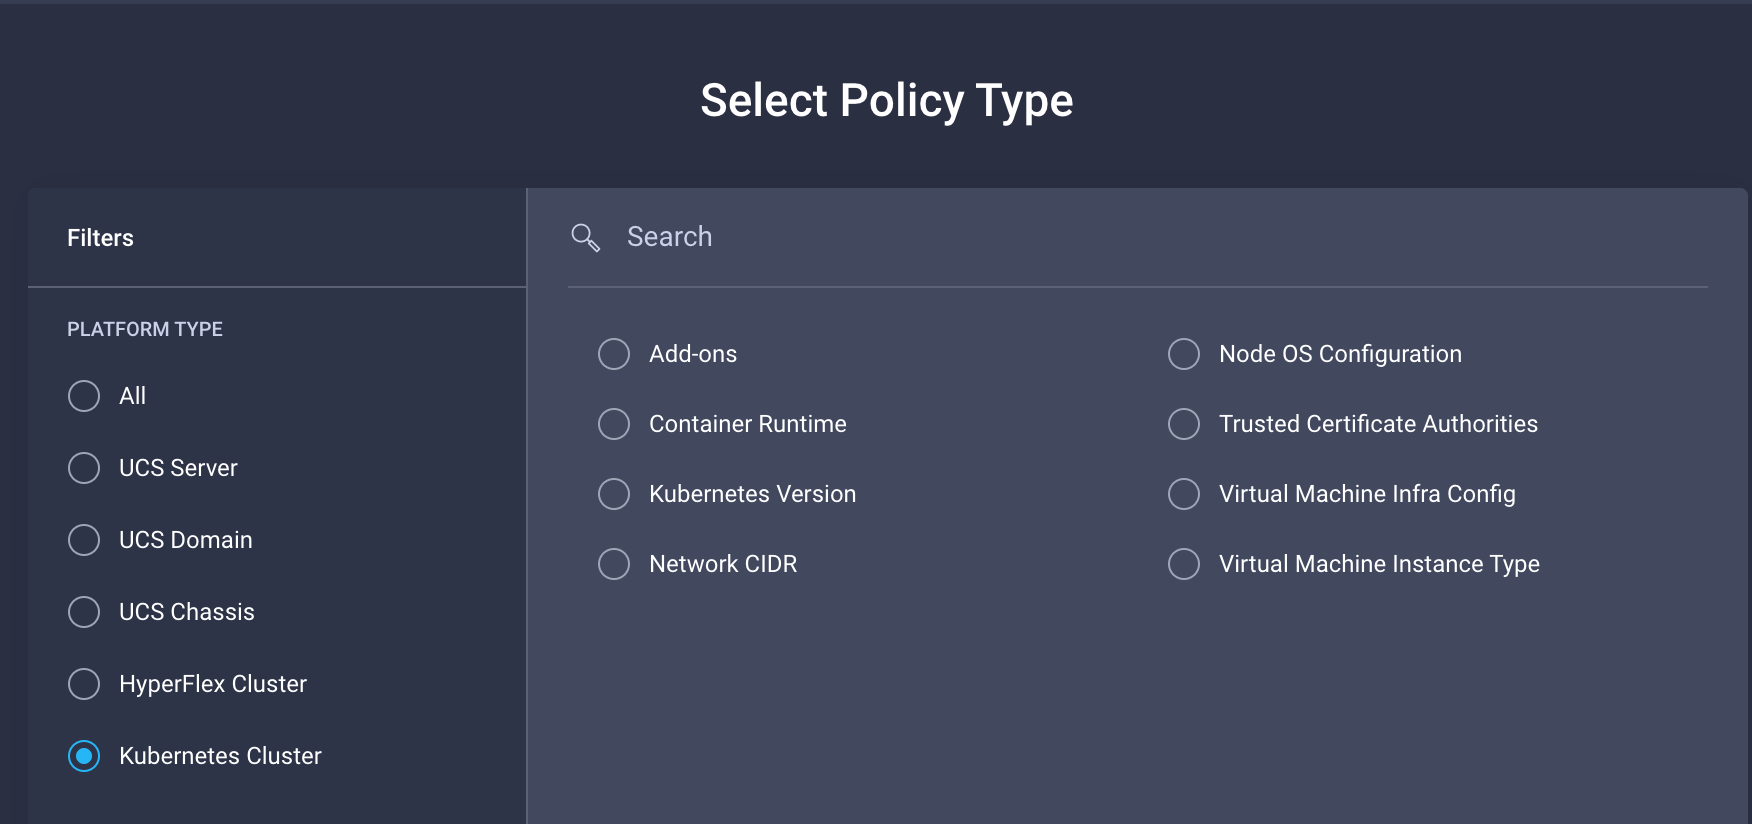 Select Policy Type
Filters
PLATFORM TYPE
All
UCS Server
UCS Domain
UCS Chassis
HyperFlex Cluster
Kubernetes Cluster
Search
Add-ons
Container Runtime
Kubernetes Version
Network CIDR
Node OS Configuration
Trusted Certificate Authorities
Virtual Machine Infra Config
Virtual Machine Instance Type